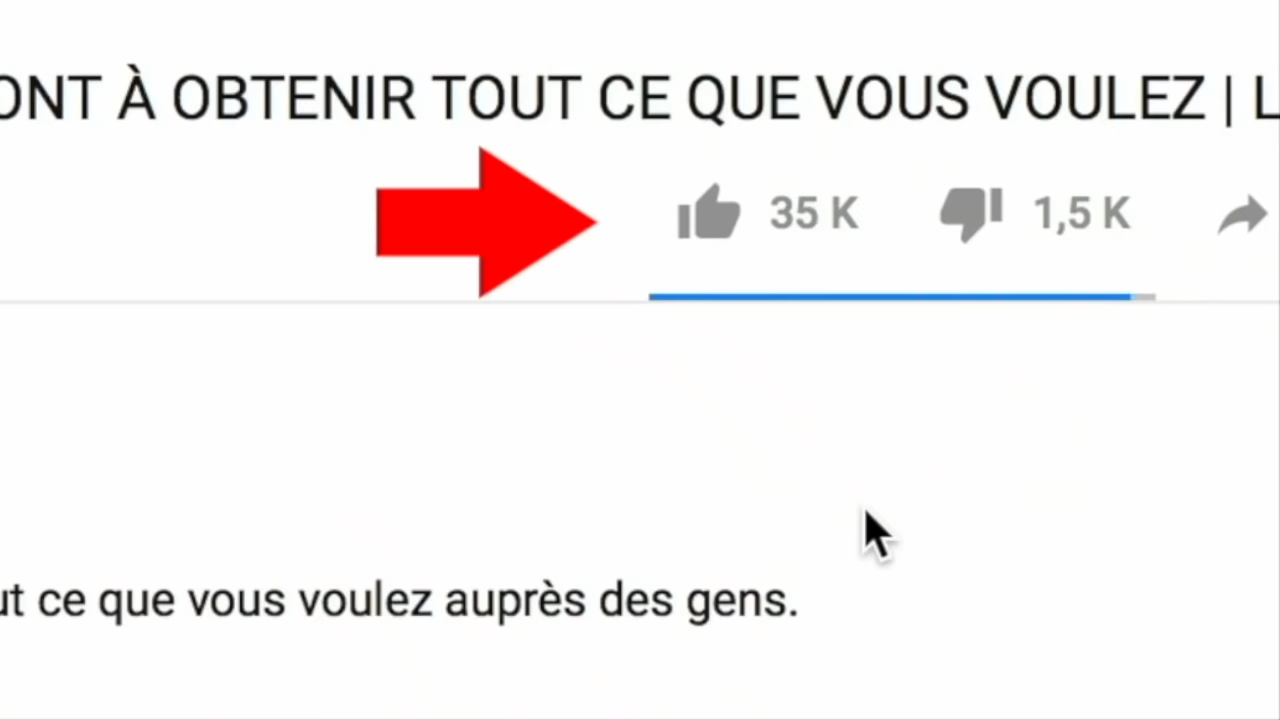 ONT À OBTENIR TOUT CE QUE VOUS VOULEZ | L
35 K 1,5 K
ut ce que vous voulez auprès des gens.